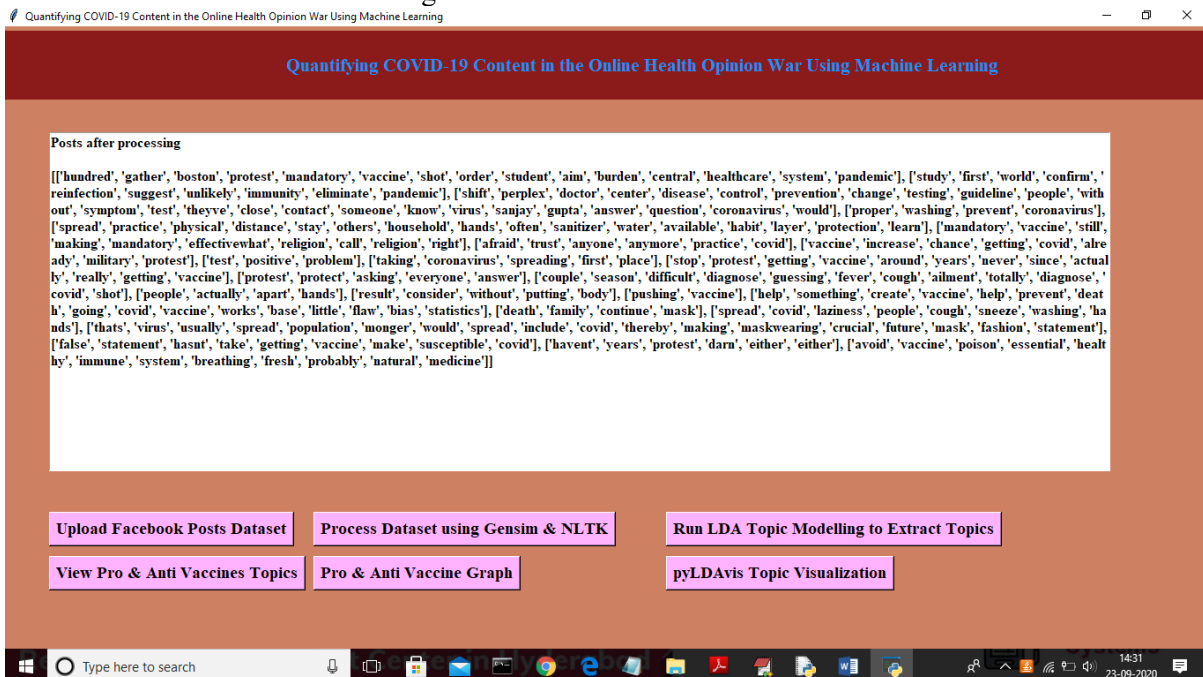 Quantifying COVID-19 Content in the Online Health Opinion War Using Machine Learning
Quantifying COVID-19 Content in the Online Health Opinion War Using Machine Learning
Posts after processing
[['hundred', 'gather', 'boston', 'protest', 'mandatory', 'vaccine', 'shot', 'order', 'student', 'aim', 'burden', 'central', 'healthcare', 'system', 'pandemic'], ['study', 'first', 'world', 'confirm', '
reinfection', 'suggest', 'unlikely', 'immunity', 'eliminate', 'pandemic'], ['shift', 'perplex', 'doctor', 'center', 'disease', 'control', 'prevention', 'change', 'testing', 'guideline', 'people', 'with
out', 'symptom', 'test', 'theyve', 'close', 'contact', 'someone', 'know', 'virus', 'sanjay', 'gupta', 'answer', 'question', 'coronavirus', 'would'], ['proper', 'washing', 'prevent', 'coronavirus'],
['spread', 'practice', 'physical', 'distance', 'stay', 'others', 'household', 'hands', 'often', 'sanitizer', 'water', 'available', 'habit', 'layer', 'protection', 'learn'], ['mandatory', 'vaccine', 'still',
'making', 'mandatory', 'effectivewhat', 'religion', 'call', 'religion', 'right'], ['afraid', 'trust', 'anyone', 'anymore', 'practice', 'covid'], ['vaccine', 'increase', 'chance', 'getting', 'covid', 'alre
ady', 'military', 'protest'], ['test', 'positive', 'problem'], ['taking', 'coronavirus', 'spreading', 'first', 'place'], ['stop', 'protest', 'getting', 'vaccine', 'around', 'years', 'never', 'since', 'actual
ly', 'really', 'getting', 'vaccine'], ['protest', 'protect', 'asking', 'everyone', 'answer'], ['couple', 'season', 'difficult', 'diagnose', 'guessing', 'fever', 'cough', 'ailment', 'totally', 'diagnose', '
covid', 'shot'], ['people', 'actually', 'apart', 'hands'], ['result', 'consider', 'without', 'putting', 'body'], ['pushing', 'vaccine'], ['help', 'something', 'create', 'vaccine', 'help', 'prevent', 'deat
h', 'going', 'covid', 'vaccine', 'works', 'base', 'little', 'flaw', 'bias', 'statistics'], ['death', 'family', 'continue', 'mask'], ['spread', 'covid', 'laziness', 'people', 'cough', 'sneeze', 'washing', 'ha
nds'], ['thats', 'virus', 'usually', 'spread', 'population', 'monger', 'would', 'spread', 'include', 'covid', 'thereby', 'making', 'maskwearing', 'crucial', 'future', 'mask', 'fashion', 'statement'],
['false', 'statement', 'hasnt', 'take', 'getting', 'vaccine', 'make', 'susceptible', 'covid'], ['havent', 'years', 'protest', 'darn', 'either', 'either'], ['avoid', 'vaccine', 'poison', 'essential', 'healt
hy', 'immune', 'system', 'breathing', 'fresh', 'probably', 'natural', 'medicine']]
Upload Facebook Posts Dataset
Process Dataset using Gensim & NLTK
Run LDA Topic Modelling to Extract Topics
View Pro & Anti Vaccines Topics
Pro & Anti Vaccine Graph
pyLDAvis Topic Visualization
Type here to search
14:31
23-09-2020